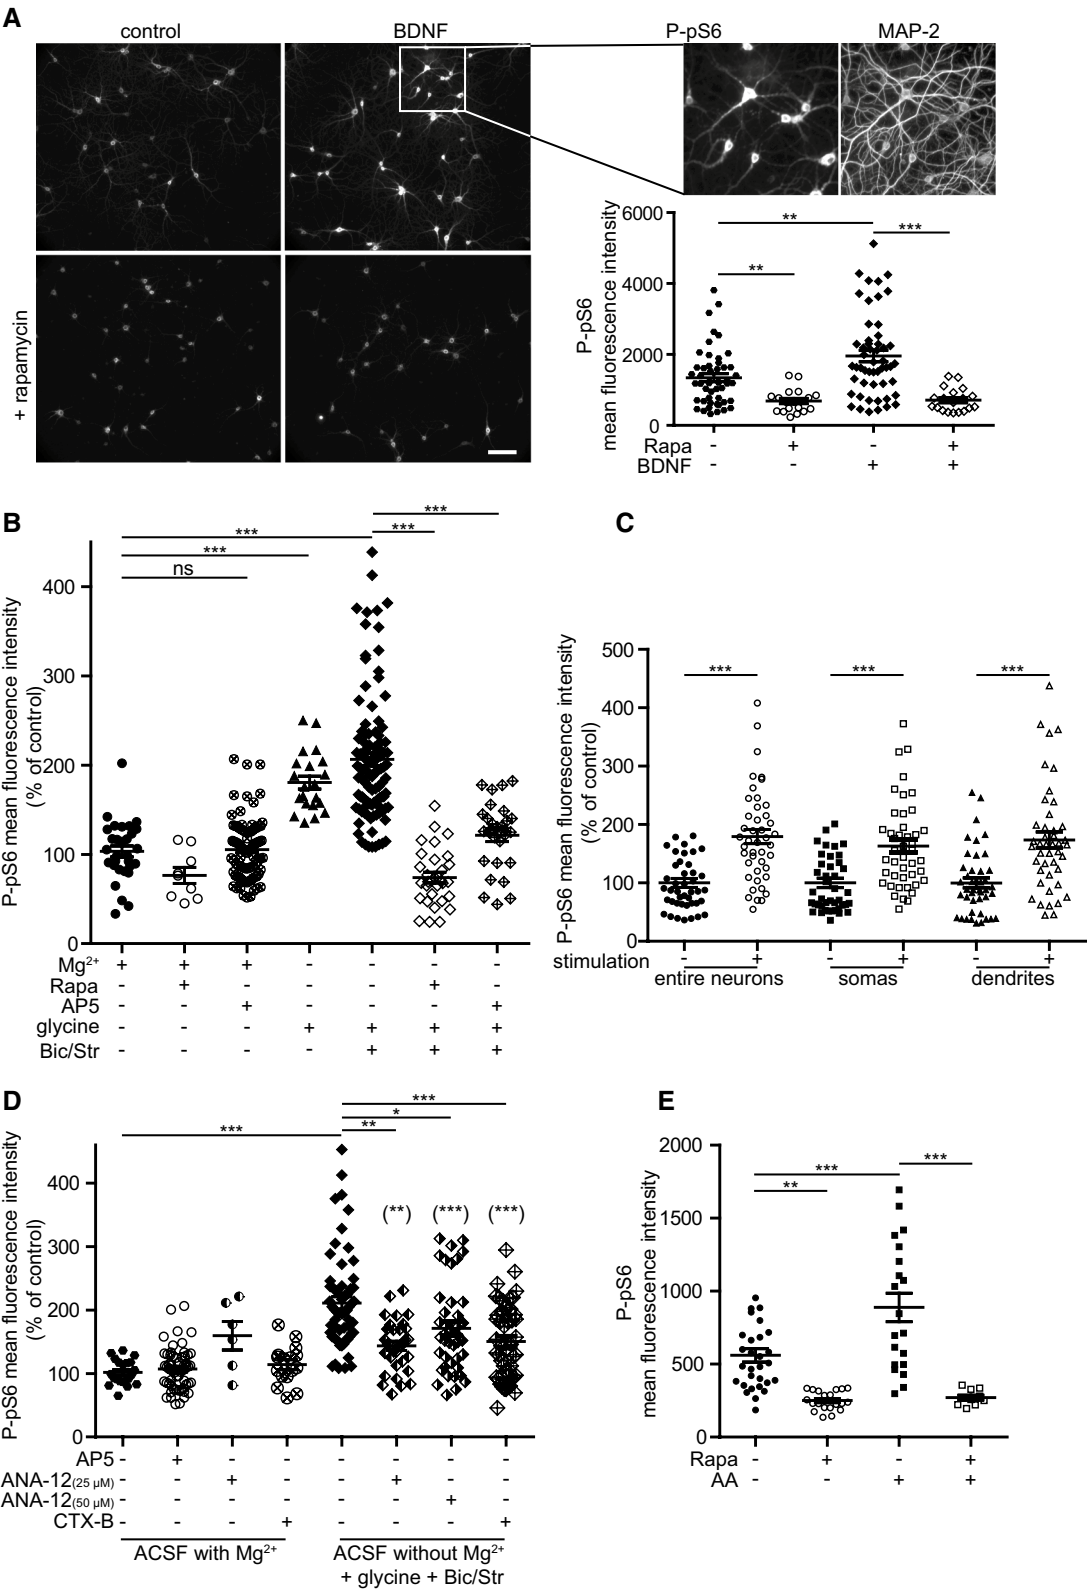 A
control BDNF P-pS6 MAP-2
+ rapamycin
P-pS6
mean fluorescence intensity
6000
4000
2000
0
** ***
**
Rapa - + - +
BDNF - - + +
B
P-pS6 mean fluorescence intensity
(% of control)
400
300
200
100
0
***
*** ***
***
ns
Mg2+ + + + - - - -
Rapa - + - - - + -
AP5 - - + - - - +
glycine - - - + + + +
Bic/Str - - - - + + +
C
P-pS6 mean fluorescence intensity
(% of control)
500
400
300
200
100
0
*** *** ***
stimulation - + - + - +
entire neurons somas dendrites
D
P-pS6 mean fluorescence intensity
(% of control)
400
300
200
100
0
***
*
*** **
(**) (***) (***)
AP5 - + - - - - - -
ANA-12(25 µM) - - + - - + - -
ANA-12(50 µM) - - - - - - + -
CTX-B - - - + - - - +
ACSF with Mg2+ ACSF without Mg2+
+ glycine + Bic/Str
E
P-pS6
mean fluorescence intensity
2000
1500
1000
500
0
*** ***
**
Rapa - + - +
AA - - + +